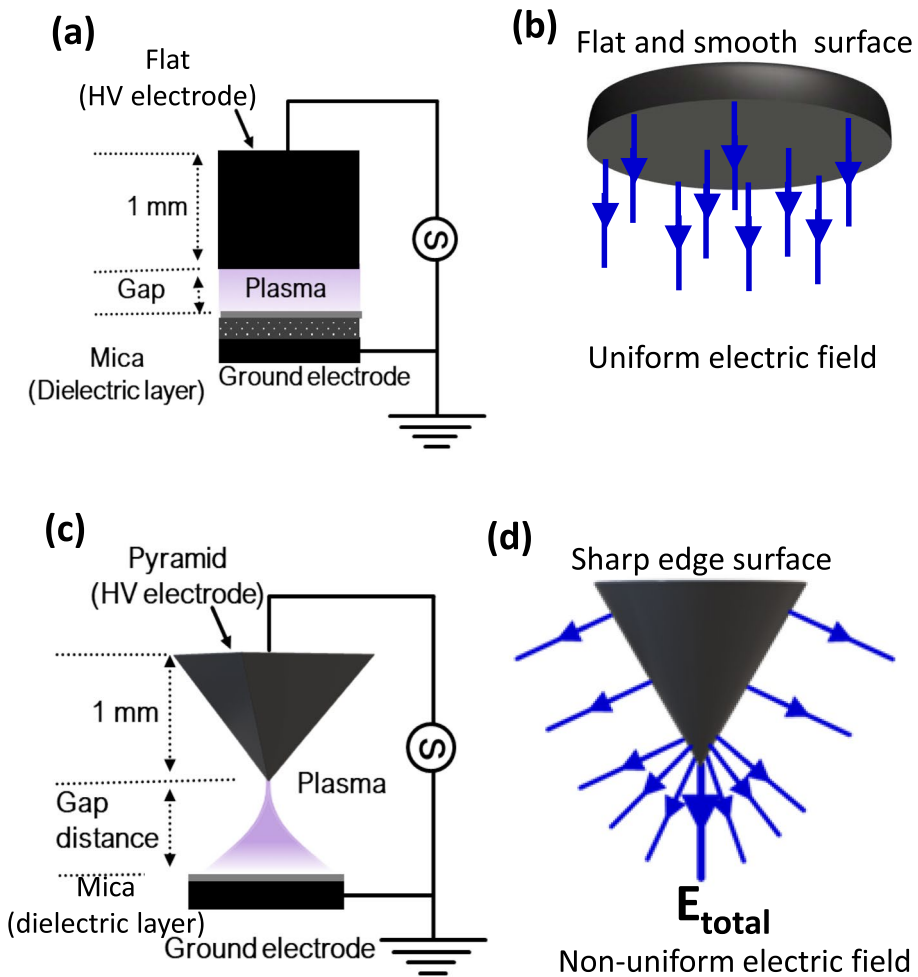 (a)
Flat
(HV electrode)
1 mm
Gap
Plasma
S
Mica
(Dielectric layer)
Ground electrode
(b)
Flat and smooth surface
Uniform electric field
(c)
Pyramid
(HV electrode)
1 mm
Plasma
S
Gap
distance
Mica
(dielectric layer)
Ground electrode
(d)
Sharp edge surface
Etotal
Non-uniform electric field